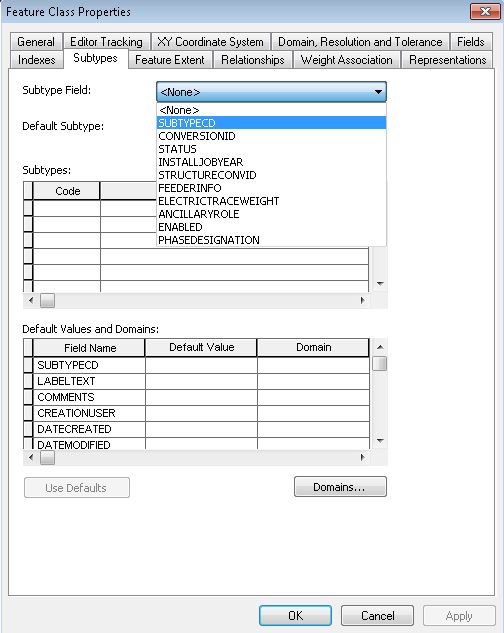 Feature Class Properties
General Editor Tracking XY Coordinate System Domain, Resolution and Tolerance Fields
Indexes Subtypes Feature Extent Relationships Weight Association Representations
Subtype Field: <None>
<None>
Default Subtype: SUBTYPECD
CONVERSIONID
STATUS
INSTALLJOBYEAR
Subtypes: STRUCTURECONVID
Code FEEDERINFO
ELECTRICTRACEWEIGHT
ANCILLARYROLE
ENABLED
PHASEDESIGNATION
Default Values and Domains:
Field Name Default Value Domain
SUBTYPECD
LABELTEXT
COMMENTS
CREATIONUSER
DATECREATED
DATEMODIFIED
Use Defaults Domains...
OK Cancel Apply